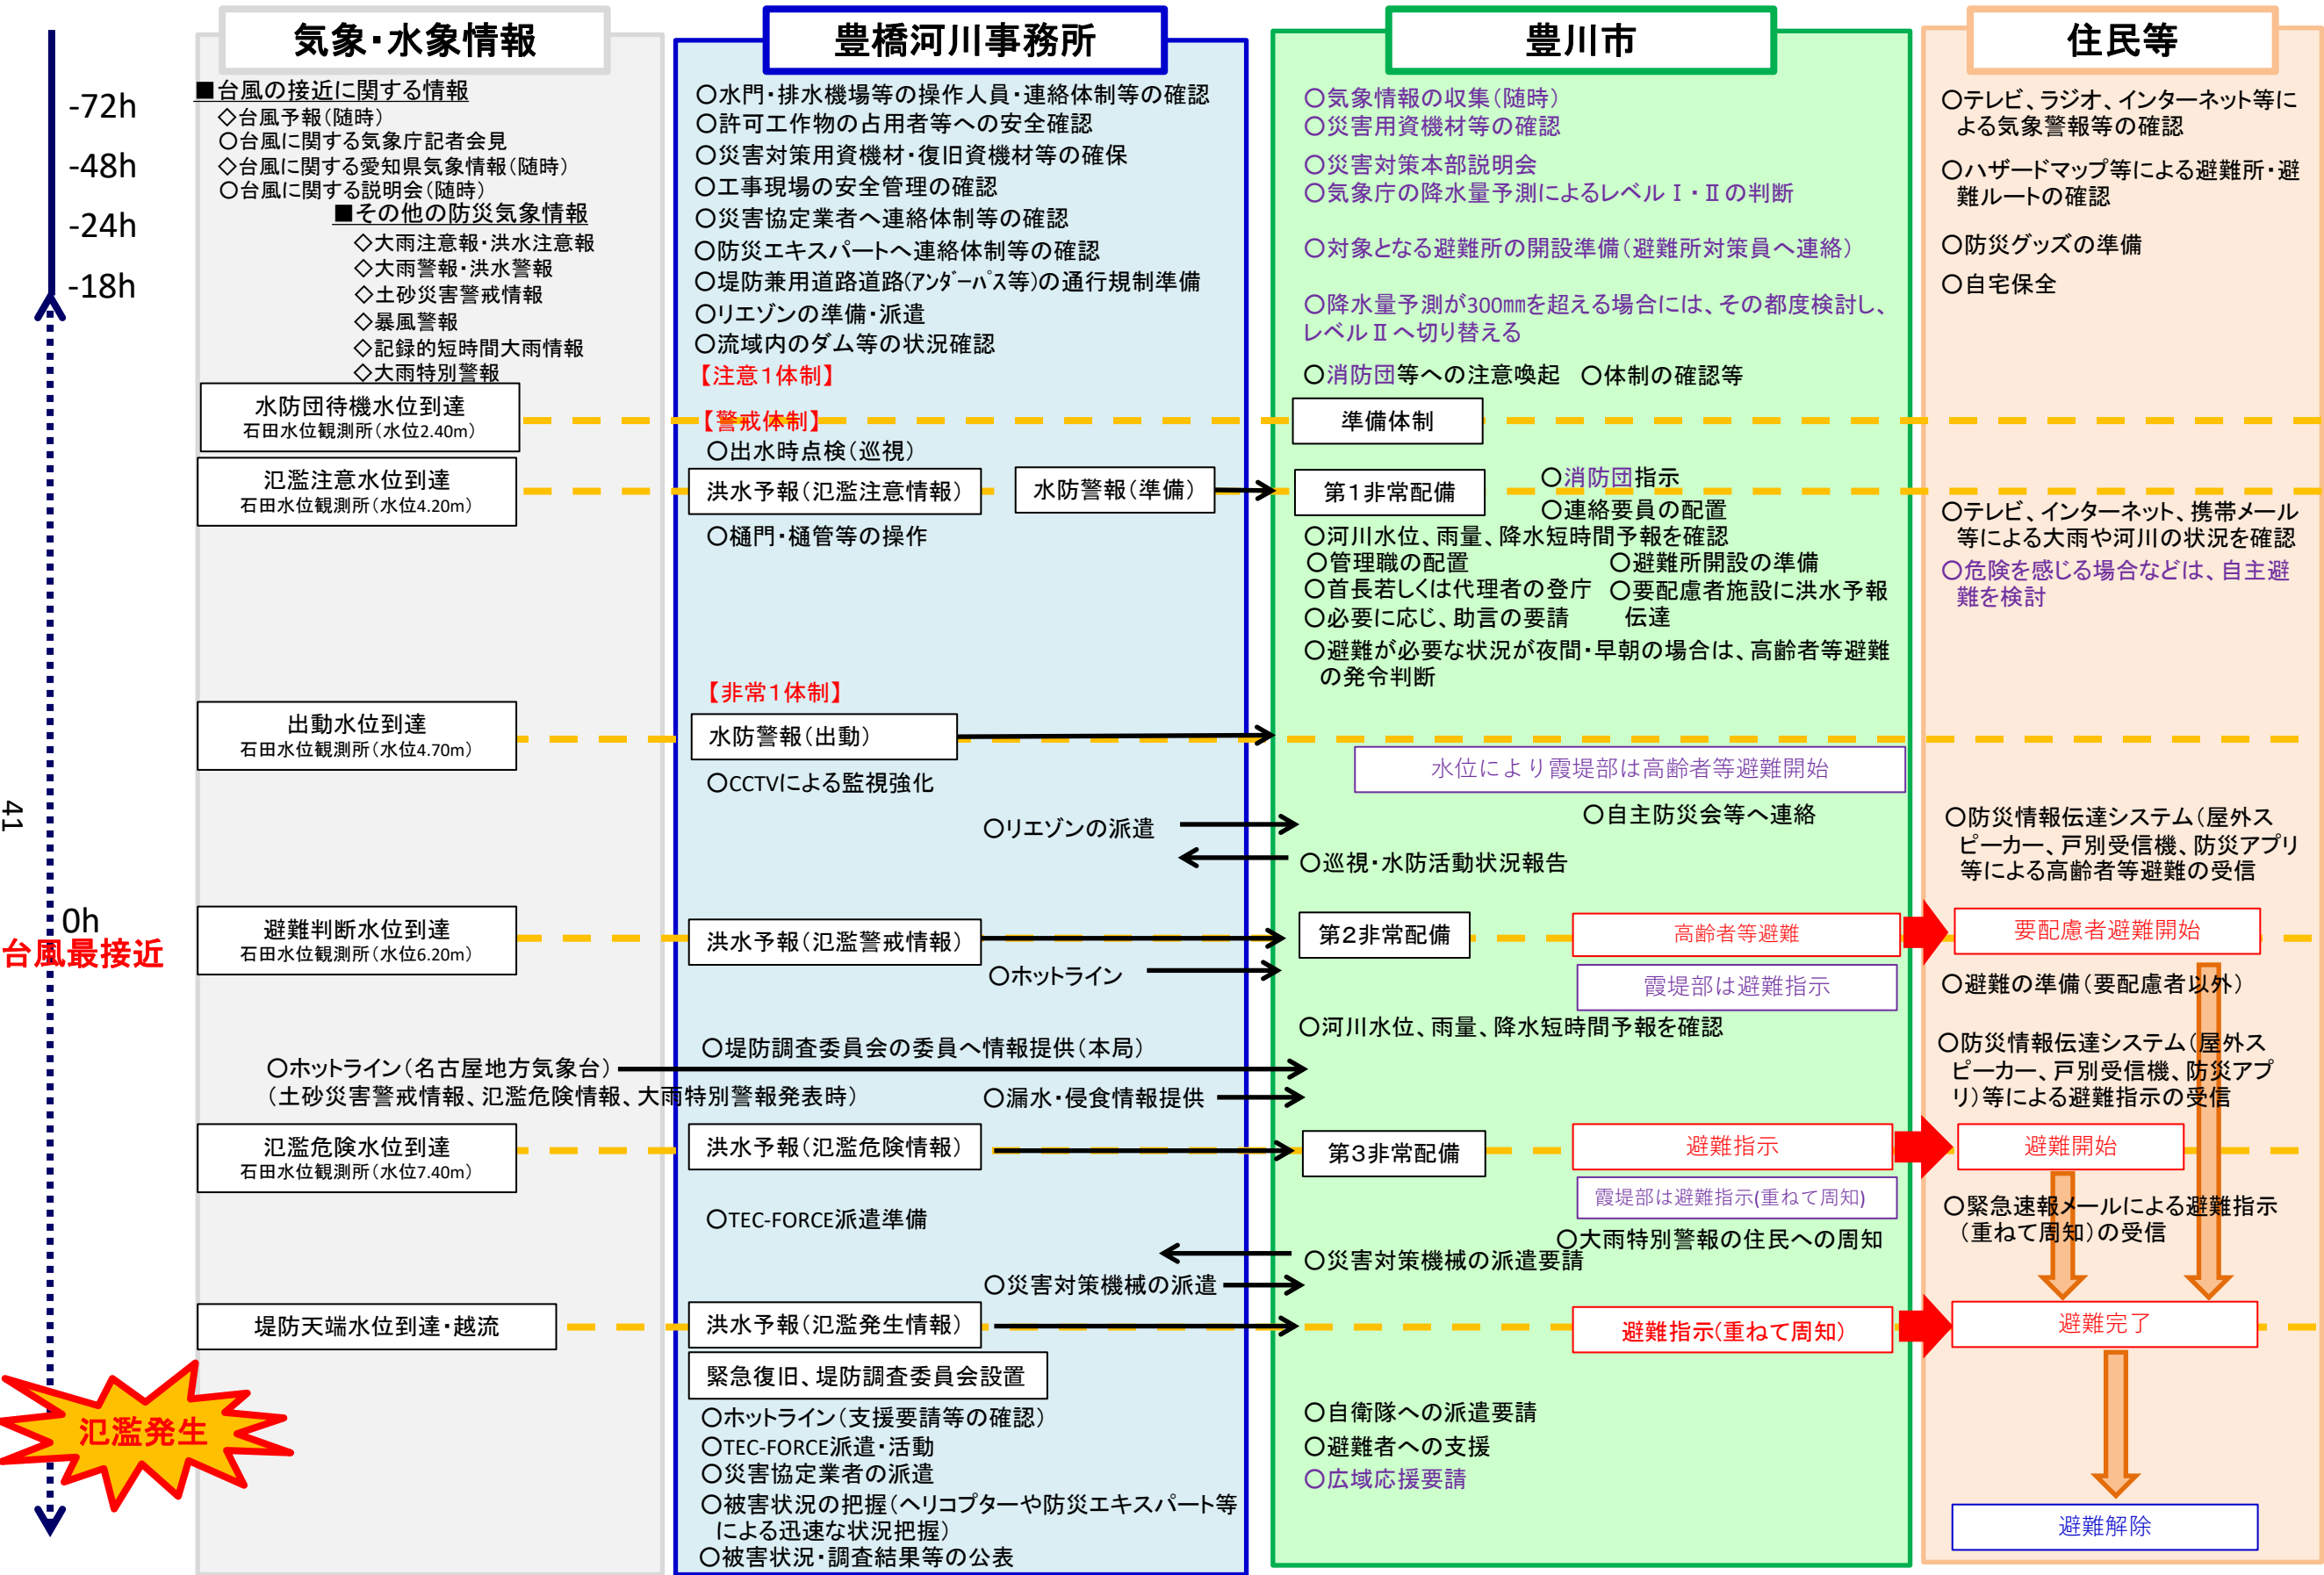 気象・水象情報
豊橋河川事務所
豊川市
住民等
-72h
-48h
-24h
-18h
0h
台風最接近
41
氾濫発生
■台風の接近に関する情報
◇台風予報(随時)
○台風に関する気象庁記者会見
◇台風に関する愛知県気象情報(随時)
○台風に関する説明会(随時)
■その他の防災気象情報
◇大雨注意報・洪水注意報
◇大雨警報・洪水警報
◇土砂災害警戒情報
◇暴風警報
◇記録的短時間大雨情報
◇大雨特別警報
水防団待機水位到達
石田水位観測所(水位2.40m)
氾濫注意水位到達
石田水位観測所(水位4.20m)
出動水位到達
石田水位観測所(水位4.70m)
避難判断水位到達
石田水位観測所(水位6.20m)
○ホットライン(名古屋地方気象台)
(土砂災害警戒情報、氾濫危険情報、大雨特別警報発表時)
氾濫危険水位到達
石田水位観測所(水位7.40m)
堤防天端水位到達・越流
○水門・排水機場等の操作人員・連絡体制等の確認
○許可工作物の占用者等への安全確認
○災害対策用資機材・復旧資機材等の確保
○工事現場の安全管理の確認
○災害協定業者へ連絡体制等の確認
○防災エキスパートへ連絡体制等の確認
○堤防兼用道路道路(アンダーパス等)の通行規制準備
○リエゾンの準備・派遣
○流域内のダム等の状況確認
【注意1体制】
【警戒体制】
○出水時点検(巡視)
洪水予報(氾濫注意情報)
水防警報(準備)
○樋門・樋管等の操作
【非常1体制】
水防警報(出動)
○CCTVによる監視強化
○リエゾンの派遣
洪水予報(氾濫警戒情報)
○ホットライン
○堤防調査委員会の委員へ情報提供(本局)
○漏水・侵食情報提供
洪水予報(氾濫危険情報)
○TEC-FORCE派遣準備
○災害対策機械の派遣
洪水予報(氾濫発生情報)
緊急復旧、堤防調査委員会設置
○ホットライン(支援要請等の確認)
○TEC-FORCE派遣・活動
○災害協定業者の派遣
○被害状況の把握(ヘリコプターや防災エキスパート等
による迅速な状況把握)
○被害状況・調査結果等の公表
○気象情報の収集(随時)
○災害用資機材等の確認
○災害対策本部説明会
○気象庁の降水量予測によるレベルⅠ・Ⅱの判断
○対象となる避難所の開設準備(避難所対策員へ連絡)
○降水量予測が300㎜を超える場合には、その都度検討し、
レベルⅡへ切り替える
○消防団等への注意喚起 ○体制の確認等
準備体制
第1非常配備
○消防団指示
○連絡要員の配置
○河川水位、雨量、降水短時間予報を確認
○管理職の配置
○避難所開設の準備
○首長若しくは代理者の登庁
○要配慮者施設に洪水予報
伝達
○必要に応じ、助言の要請
○避難が必要な状況が夜間・早朝の場合は、高齢者等避難
の発令判断
水位により霞堤部は高齢者等避難開始
○自主防災会等へ連絡
○巡視・水防活動状況報告
第2非常配備
高齢者等避難
霞堤部は避難指示
○河川水位、雨量、降水短時間予報を確認
第3非常配備
避難指示
霞堤部は避難指示(重ねて周知)
○大雨特別警報の住民への周知
○災害対策機械の派遣要請
避難指示(重ねて周知)
○自衛隊への派遣要請
○避難者への支援
○広域応援要請
○テレビ、ラジオ、インターネット等に
よる気象警報等の確認
○ハザードマップ等による避難所・避
難ルートの確認
○防災グッズの準備
○自宅保全
○テレビ、インターネット、携帯メール
等による大雨や河川の状況を確認
○危険を感じる場合などは、自主避
難を検討
○防災情報伝達システム(屋外ス
ピーカー、戸別受信機、防災アプリ
等による高齢者等避難の受信
要配慮者避難開始
○避難の準備(要配慮者以外)
○防災情報伝達システム(屋外ス
ピーカー、戸別受信機、防災アプ
リ)等による避難指示の受信
避難開始
○緊急速報メールによる避難指示
(重ねて周知)の受信
避難完了
避難解除